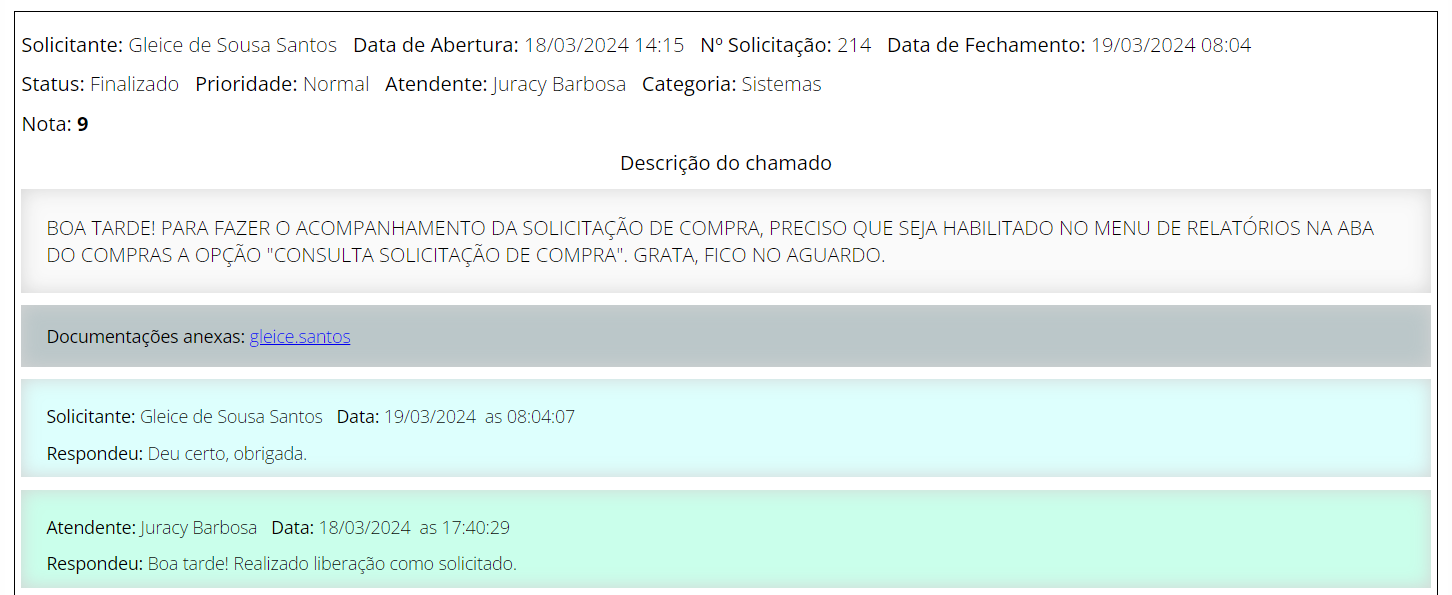 Solicitante: Gleice de Sousa Santos Data de Abertura: 18/03/2024 14:15 Nº Solicitação: 214 Data de Fechamento: 19/03/2024 08:04
Status: Finalizado Prioridade: Normal Atendente: Juracy Barbosa Categoria: Sistemas
Nota: 9
Descrição do chamado
BOA TARDE! PARA FAZER O ACOMPANHAMENTO DA SOLICITAÇÃO DE COMPRA, PRECISO QUE SEJA HABILITADO NO MENU DE RELATÓRIOS NA ABA
DO COMPRAS A OPÇÃO "CONSULTA SOLICITAÇÃO DE COMPRA". GRATA, FICO NO AGUARDO.
Documentações anexas: gleice.santos
Solicitante: Gleice de Sousa Santos Data: 19/03/2024 as 08:04:07
Respondeu: Deu certo, obrigada.
Atendente: Juracy Barbosa Data: 18/03/2024 as 17:40:29
Respondeu: Boa tarde! Realizado liberação como solicitado.